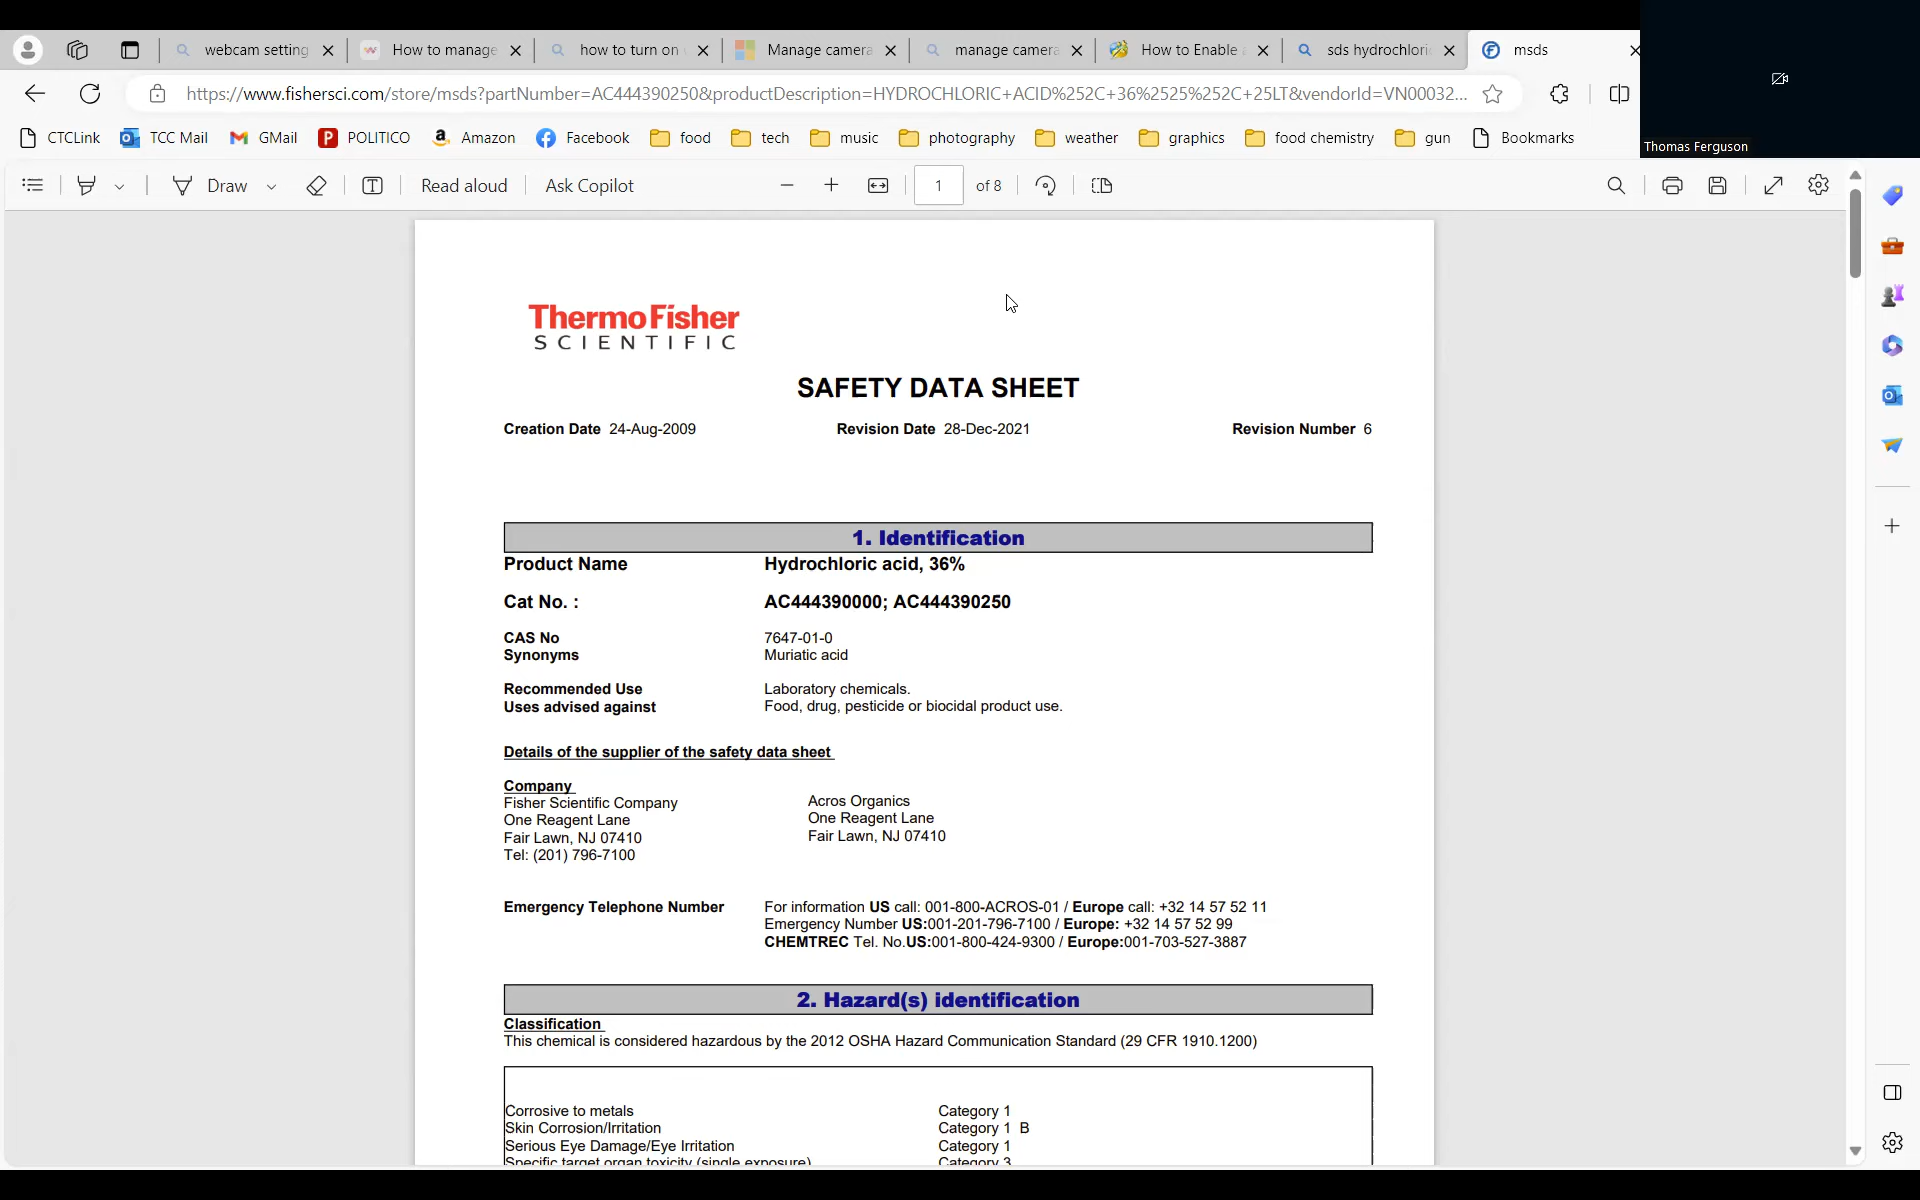 webcam setting
How to manage
how to turn on
Manage camera
manage camera
How to Enable
sds hydrochlori
msds
https://www.fishersci.com/store/msds?partNumber=AC444390250&productDescription=HYDROCHLORIC+ACID%252C+36%2525%252C+25LT&vendorId=VN00032...
CTCLink TCC Mail GMail POLITICO Amazon Facebook food tech music photography weather graphics food chemistry gun Bookmarks
Thomas Ferguson
Draw Read aloud Ask Copilot 1 of 8
ThermoFisher
SCIENTIFIC
SAFETY DATA SHEET
Creation Date 24-Aug-2009 Revision Date 28-Dec-2021 Revision Number 6
1. Identification
Product Name Hydrochloric acid, 36%
Cat No. : AC444390000; AC444390250
CAS No 7647-01-0
Synonyms Muriatic acid
Recommended Use Laboratory chemicals.
Uses advised against Food, drug, pesticide or biocidal product use.
Details of the supplier of the safety data sheet
Company
Fisher Scientific Company Acros Organics
One Reagent Lane One Reagent Lane
Fair Lawn, NJ 07410 Fair Lawn, NJ 07410
Tel: (201) 796-7100
Emergency Telephone Number For information US call: 001-800-ACROS-01 / Europe call: +32 14 57 52 11
Emergency Number US:001-201-796-7100 / Europe: +32 14 57 52 99
CHEMTREC Tel. No.US:001-800-424-9300 / Europe:001-703-527-3887
2. Hazard(s) identification
Classification
This chemical is considered hazardous by the 2012 OSHA Hazard Communication Standard (29 CFR 1910.1200)
Corrosive to metals Category 1
Skin Corrosion/Irritation Category 1 B
Serious Eye Damage/Eye Irritation Category 1
Specific target organ toxicity (single exposure) Category 3